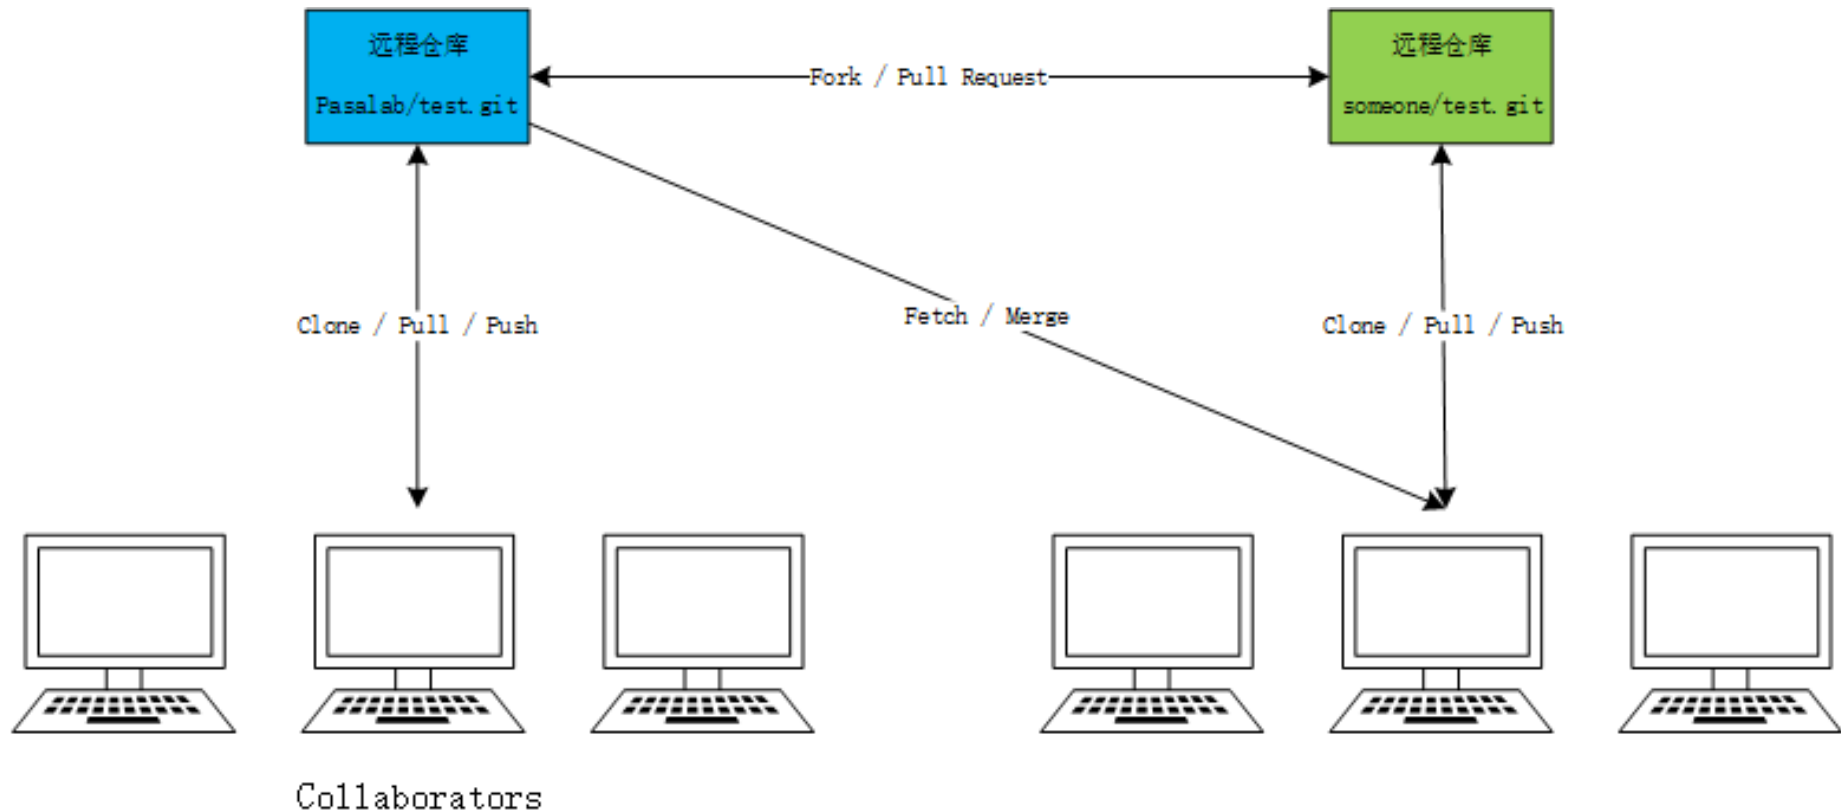 远程仓库
Pasalab/test.git
Fork / Pull Request
远程仓库
someone/test.git
Clone / Pull / Push
Fetch / Merge
Clone / Pull / Push
Collaborators